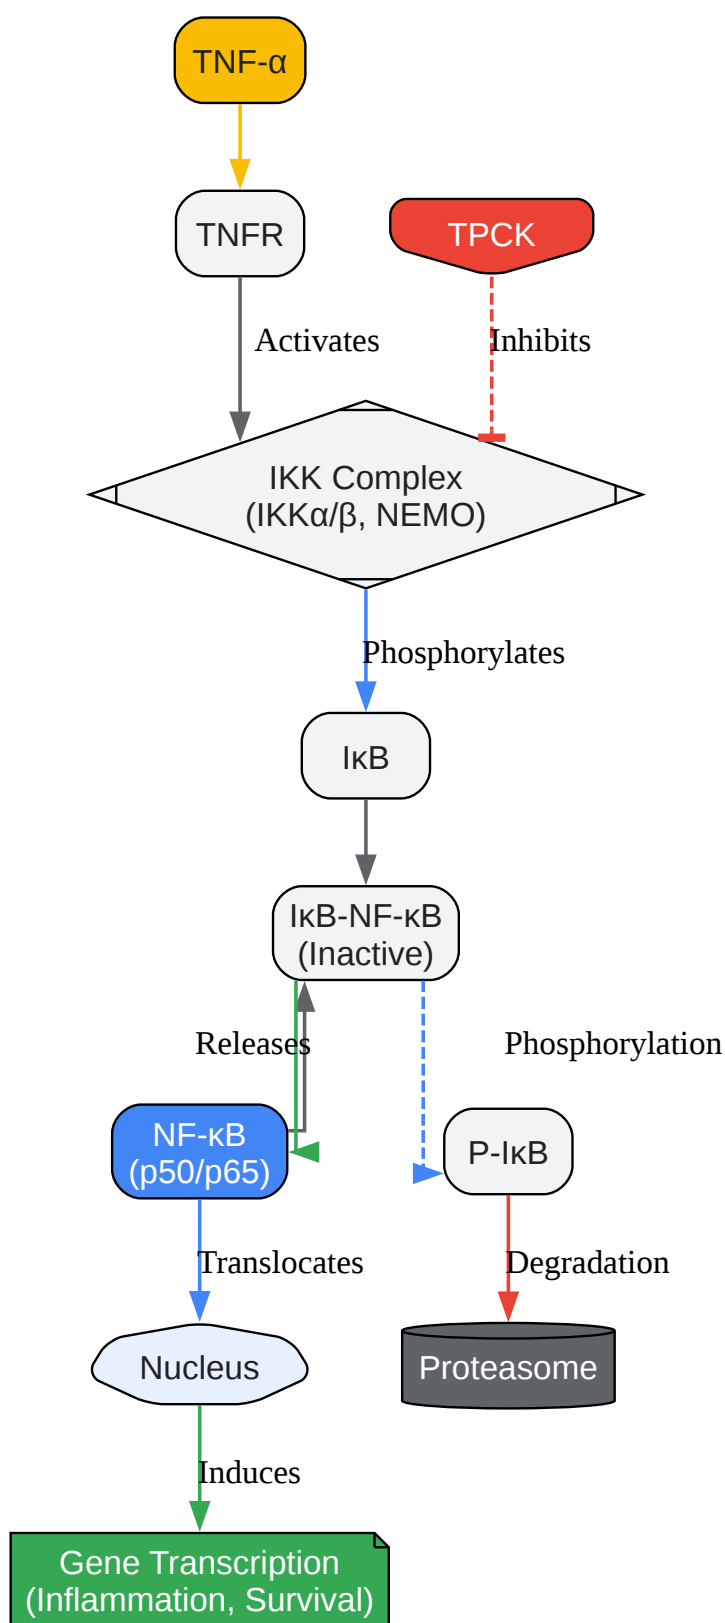 TNF-α
TNFR
TPCK
Activates
Inhibits
IKK Complex
(IKKα/β, NEMO)
Phosphorylates
IκB
IκB-NF-κB
(Inactive)
Releases
Phosphorylation
NF-κB
(p50/p65)
P-IκB
Translocates
Degradation
Nucleus
Proteasome
Induces
Gene Transcription
(Inflammation, Survival)